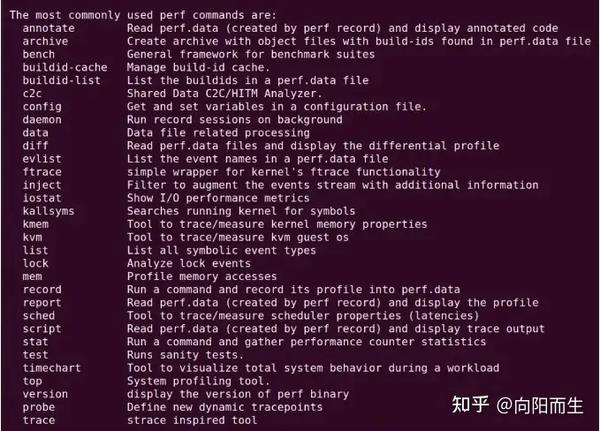 The most commonly used perf commands are:
annotate Read perf.data (created by perf record) and display annotated code
archive Create archive with object files with build-ids found in perf.data file
bench General framework for benchmark suites
buildid-cache Manage build-id cache.
buildid-list List the buildids in a perf.data file
c2c Shared Data C2C/HITM Analyzer.
config Get and set variables in a configuration file.
daemon Run record sessions on background
data Data file related processing
diff Read perf.data files and display the differential profile
evlist List the event names in a perf.data file
ftrace simple wrapper for kernel's ftrace functionality
inject Filter to augment the events stream with additional information
iostat Show I/O performance metrics
kallsyms Searches running kernel for symbols
kmem Tool to trace/measure kernel memory properties
kvm Tool to trace/measure kvm guest os
list List all symbolic event types
lock Analyze lock events
mem Profile memory accesses
record Run a command and record its profile into perf.data
report Read perf.data (created by perf record) and display the profile
sched Tool to trace/measure scheduler properties (latencies)
script Read perf.data (created by perf record) and display trace output
stat Run a command and gather performance counter statistics
test Runs sanity tests.
timechart Tool to visualize total system behavior during a workload
top System profiling tool.
version display the version of perf binary
probe Define new dynamic tracepoints
trace strace inspired tool
知乎 @向阳而生